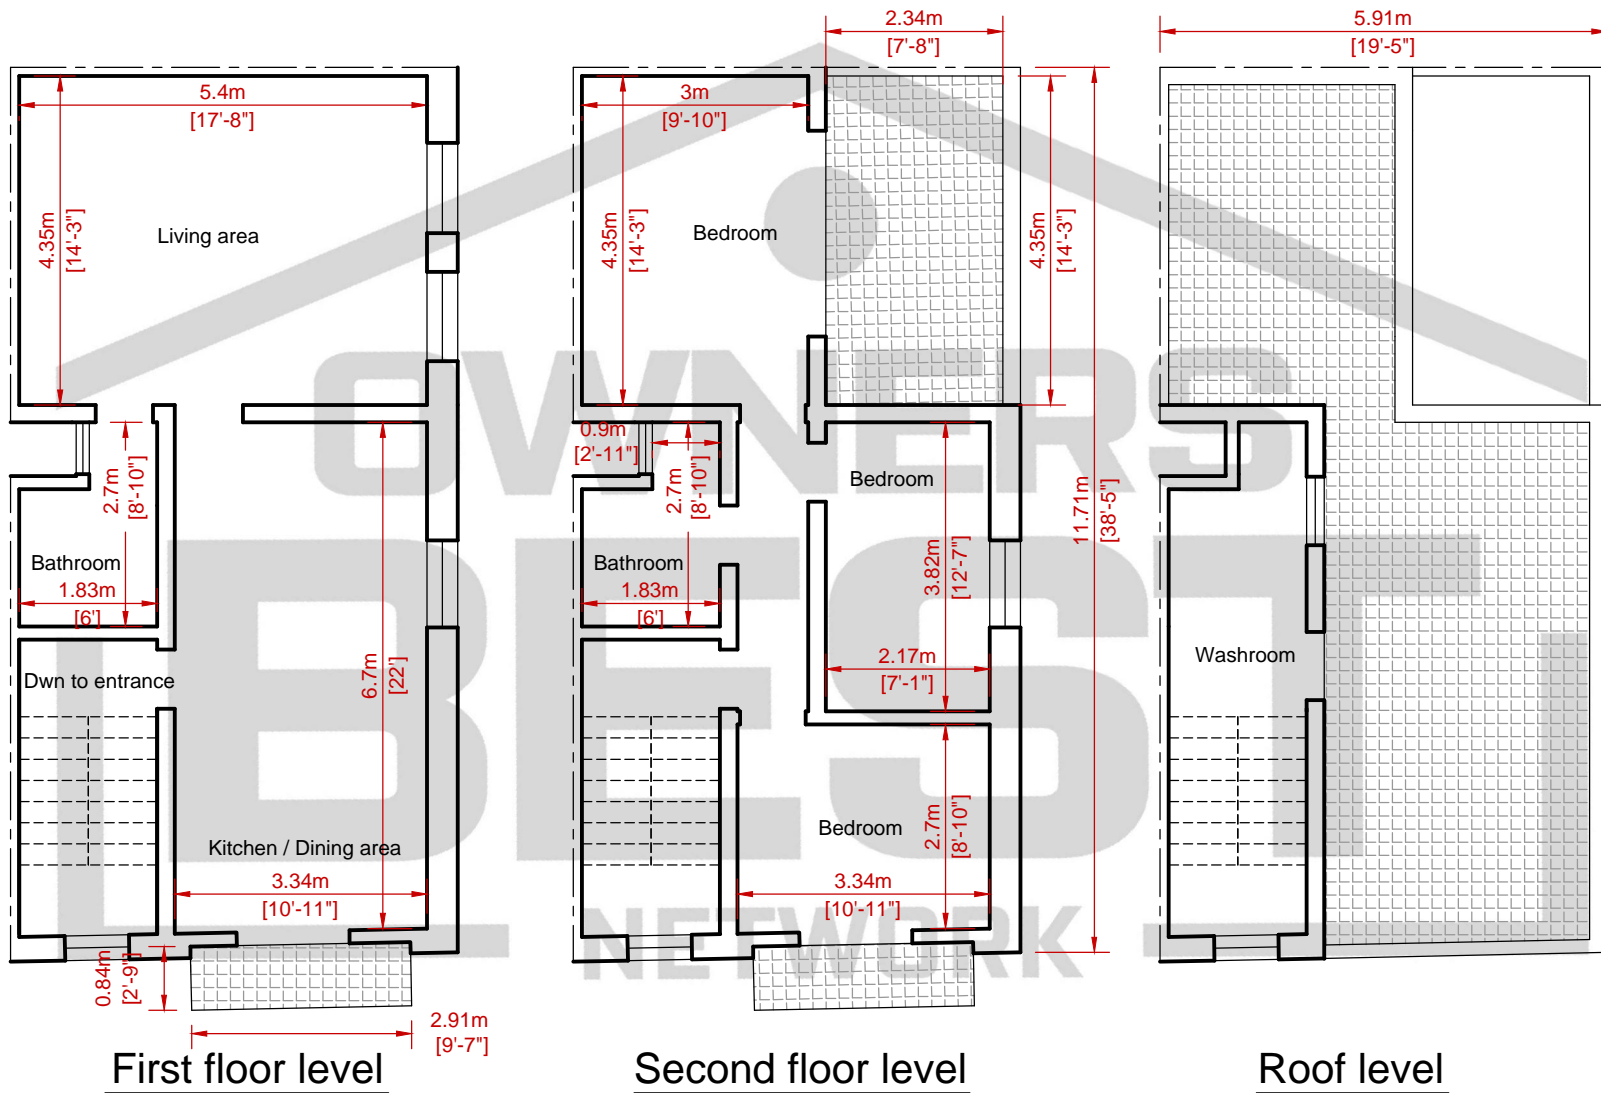 5.4m
[17'-8"]
4.35m
[14'-3"]
Living area
2.7m
[8'-10"]
Bathroom
1.83m
[6']
Dwn to entrance
6.7m
[22']
Kitchen / Dining area
3.34m
[10'-11"]
0.84m
[2'-9"]
2.91m
[9'-7"]
First floor level
2.34m
[7'-8"]
3m
[9'-10"]
4.35m
[14'-3"]
Bedroom
4.35m
[14'-3"]
0.9m
[2'-11"]
2.7m
[8'-10"]
Bedroom
11.71m
[38'-5"]
3.82m
[12'-7"]
Bathroom
1.83m
[6']
2.17m
[7'-1"]
Bedroom
2.7m
[8'-10"]
3.34m
[10'-11"]
Second floor level
5.91m
[19'-5"]
Washroom
Roof level
OWNERS
BEST
NETWORK